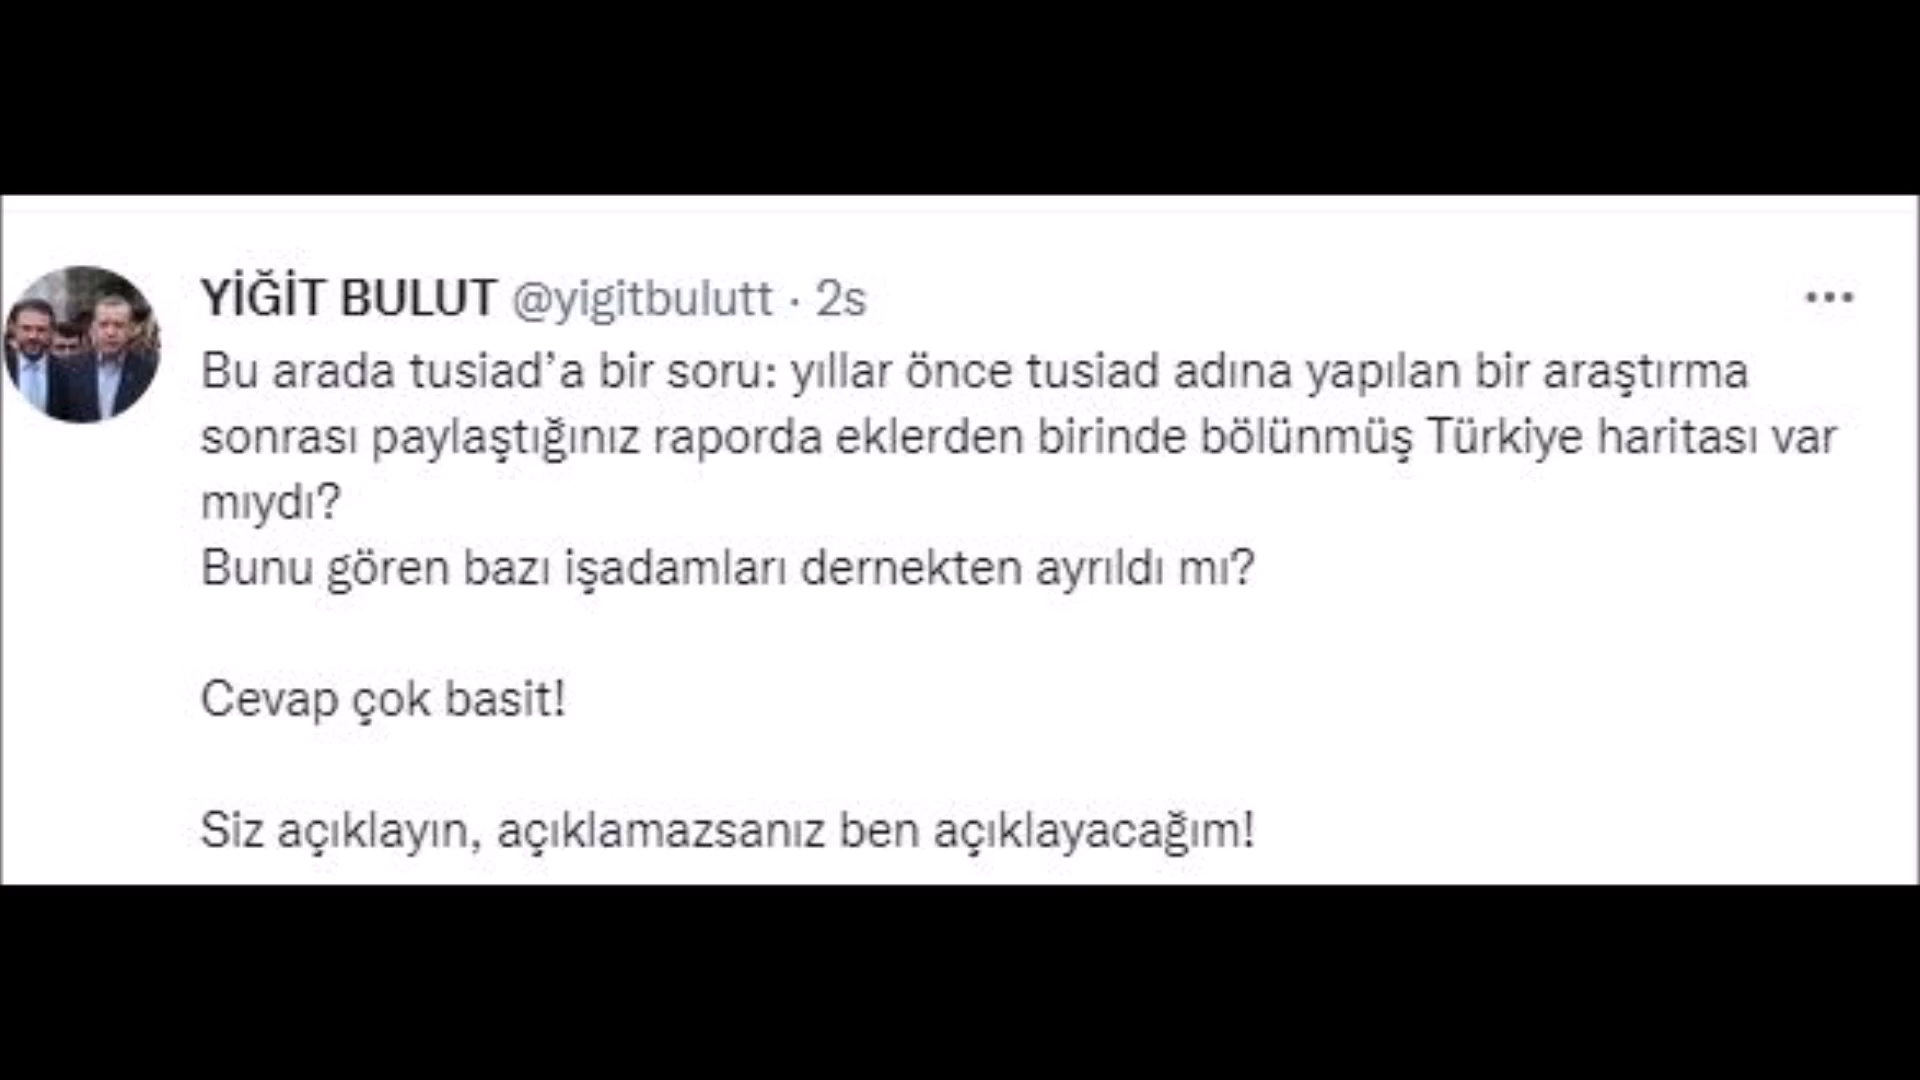 YİĞİT BULUT @yigitbulutt · 2s
Bu arada tusiad’a bir soru: yıllar önce tusiad adına yapılan bir araştırma
sonrası paylaştığınız raporda eklerden birinde bölünmüş Türkiye haritası var
mıydı?
Bunu gören bazı işadamları dernekten ayrıldı mı?
Cevap çok basit!
Siz açıklayın, açıklamazsanız ben açıklayacağım!